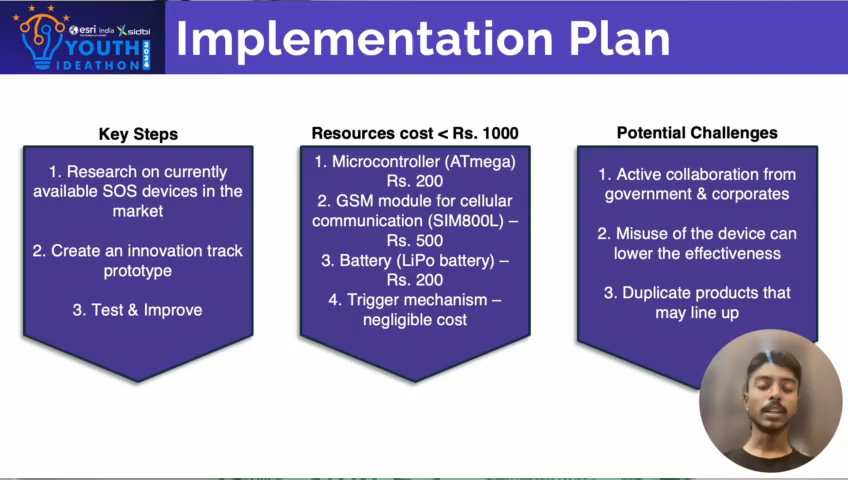 esri India
sidbi
YOUTH
IDEATHON
2024
Implementation Plan
Key Steps
1. Research on currently
available SOS devices in the
market
2. Create an innovation track
prototype
3. Test & Improve
Resources cost < Rs. 1000
1. Microcontroller (ATmega)
Rs. 200
2. GSM module for cellular
communication (SIM800L) –
Rs. 500
3. Battery (LiPo battery) –
Rs. 200
4. Trigger mechanism –
negligible cost
Potential Challenges
1. Active collaboration from
government & corporates
2. Misuse of the device can
lower the effectiveness
3. Duplicate products that
may line up